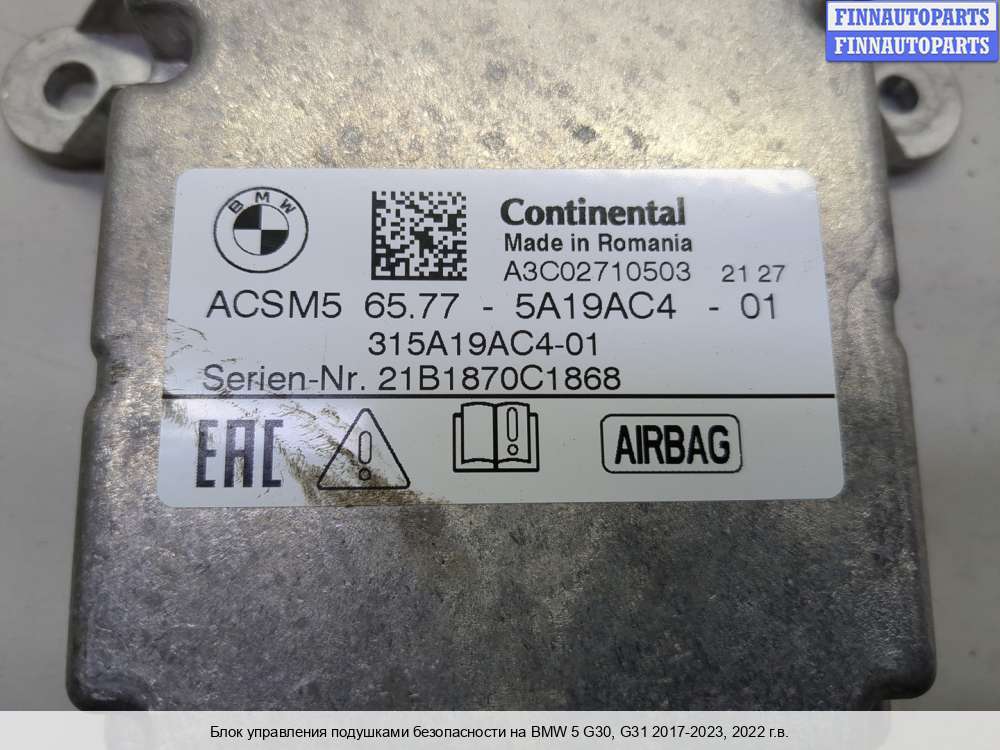 FINNAUTOPARTS
FINNAUTOPARTS
BMW
Continental
Made in Romania
A3C02710503 21 27
ACSM5 65.77 - 5A19AC4 - 01
315A19AC4-01
Serien-Nr. 21B1870C1868
EAC
AIRBAG
Блок управления подушками безопасности на BMW 5 G30, G31 2017-2023, 2022 г.в.